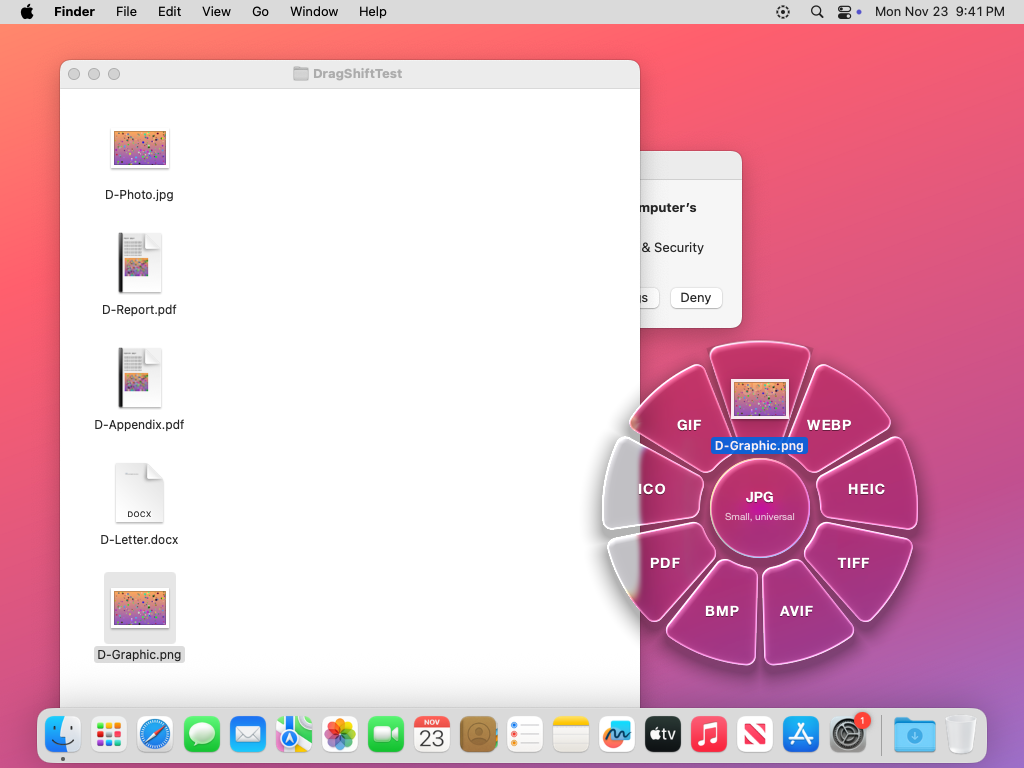 Finder File Edit View Go Window Help Mon Nov 23 9:41 PM
DragShiftTest
D-Photo.jpg
D-Report.pdf
D-Appendix.pdf
D-Letter.docx
DOCX
D-Graphic.png
& Security
Deny
GIF
WEBP
D-Graphic.png
ICO
HEIC
JPG
Small, universal
PDF
TIFF
BMP
AVIF
NOV
23
tv
1